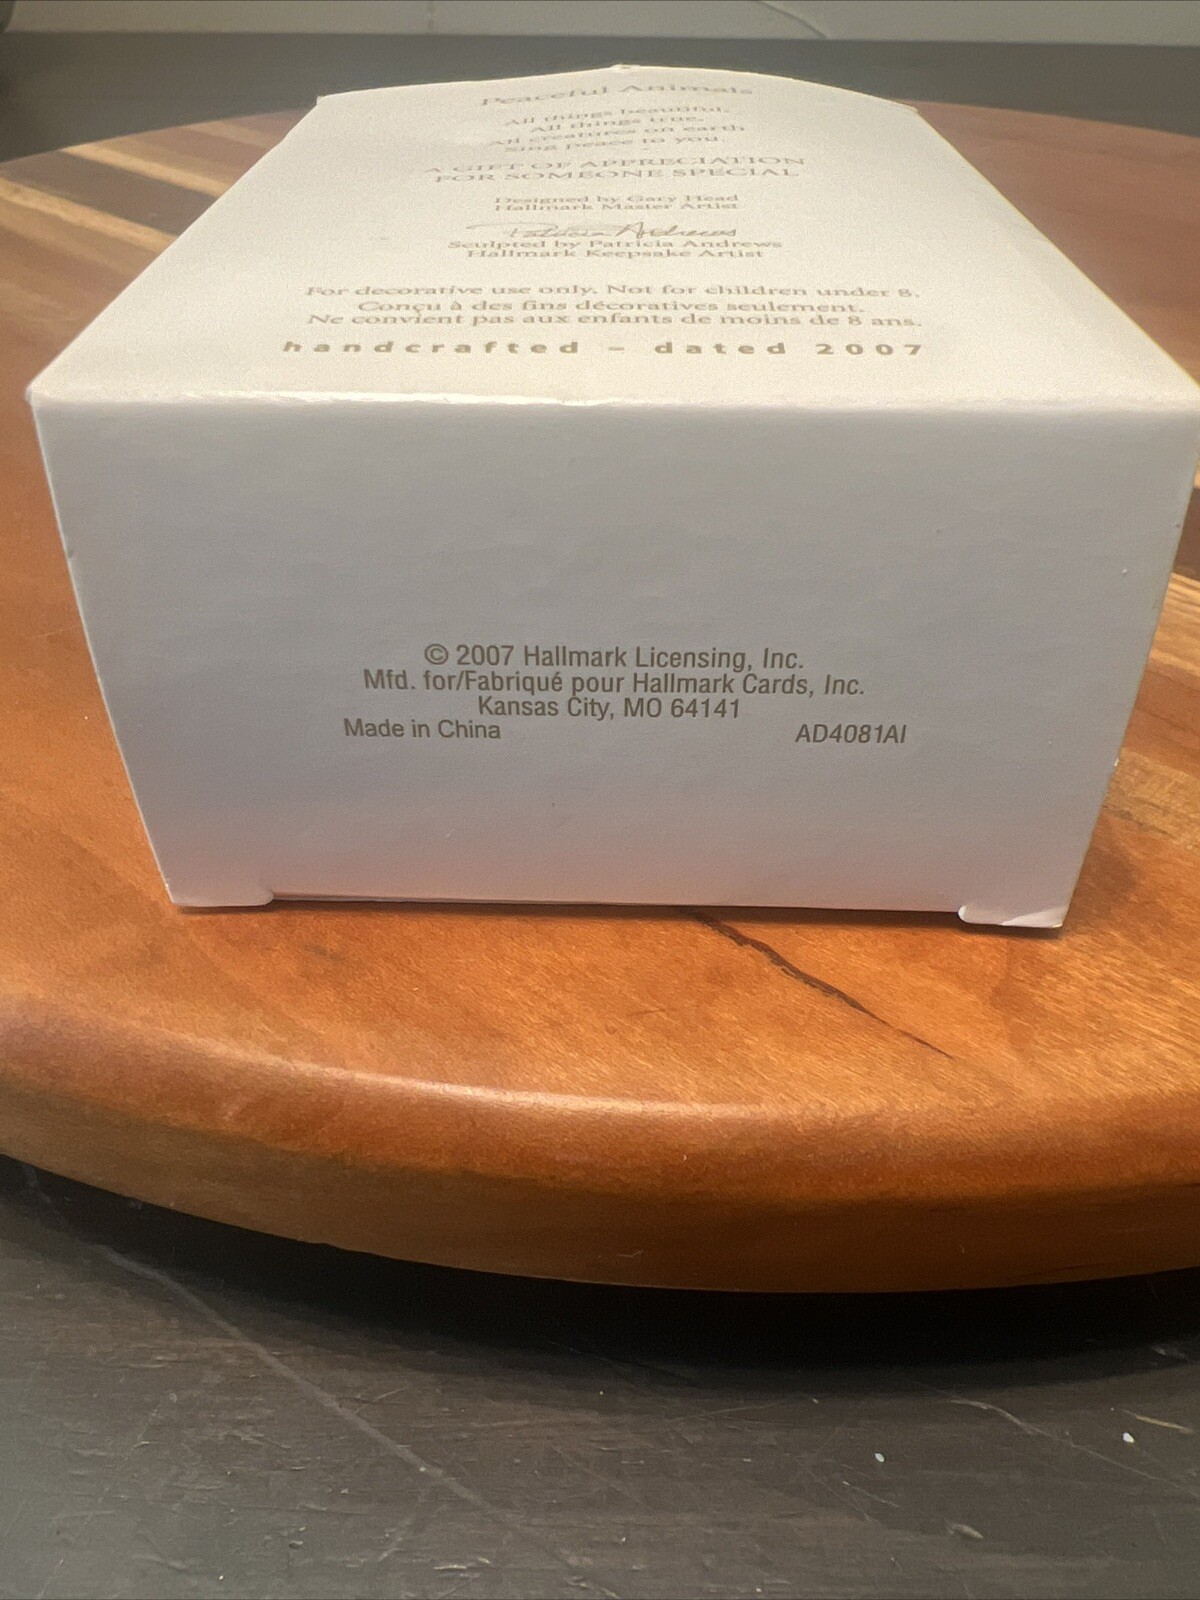 Peaceful Animals
All things beautiful,
All things true,
All creatures on earth
Sing peace to you.
A GIFT OF APPRECIATION
FOR SOMEONE SPECIAL
Designed by Gary Head
Hallmark Master Artist
Patricia Andrews
Sculpted by Patricia Andrews
Hallmark Keepsake Artist
For decorative use only. Not for children under 8.
Conçu à des fins décoratives seulement.
Ne convient pas aux enfants de moins de 8 ans.
handcrafted – dated 2007
© 2007 Hallmark Licensing, Inc.
Mfd. for/Fabriqué pour Hallmark Cards, Inc.
Kansas City, MO 64141
Made in China AD4081AI